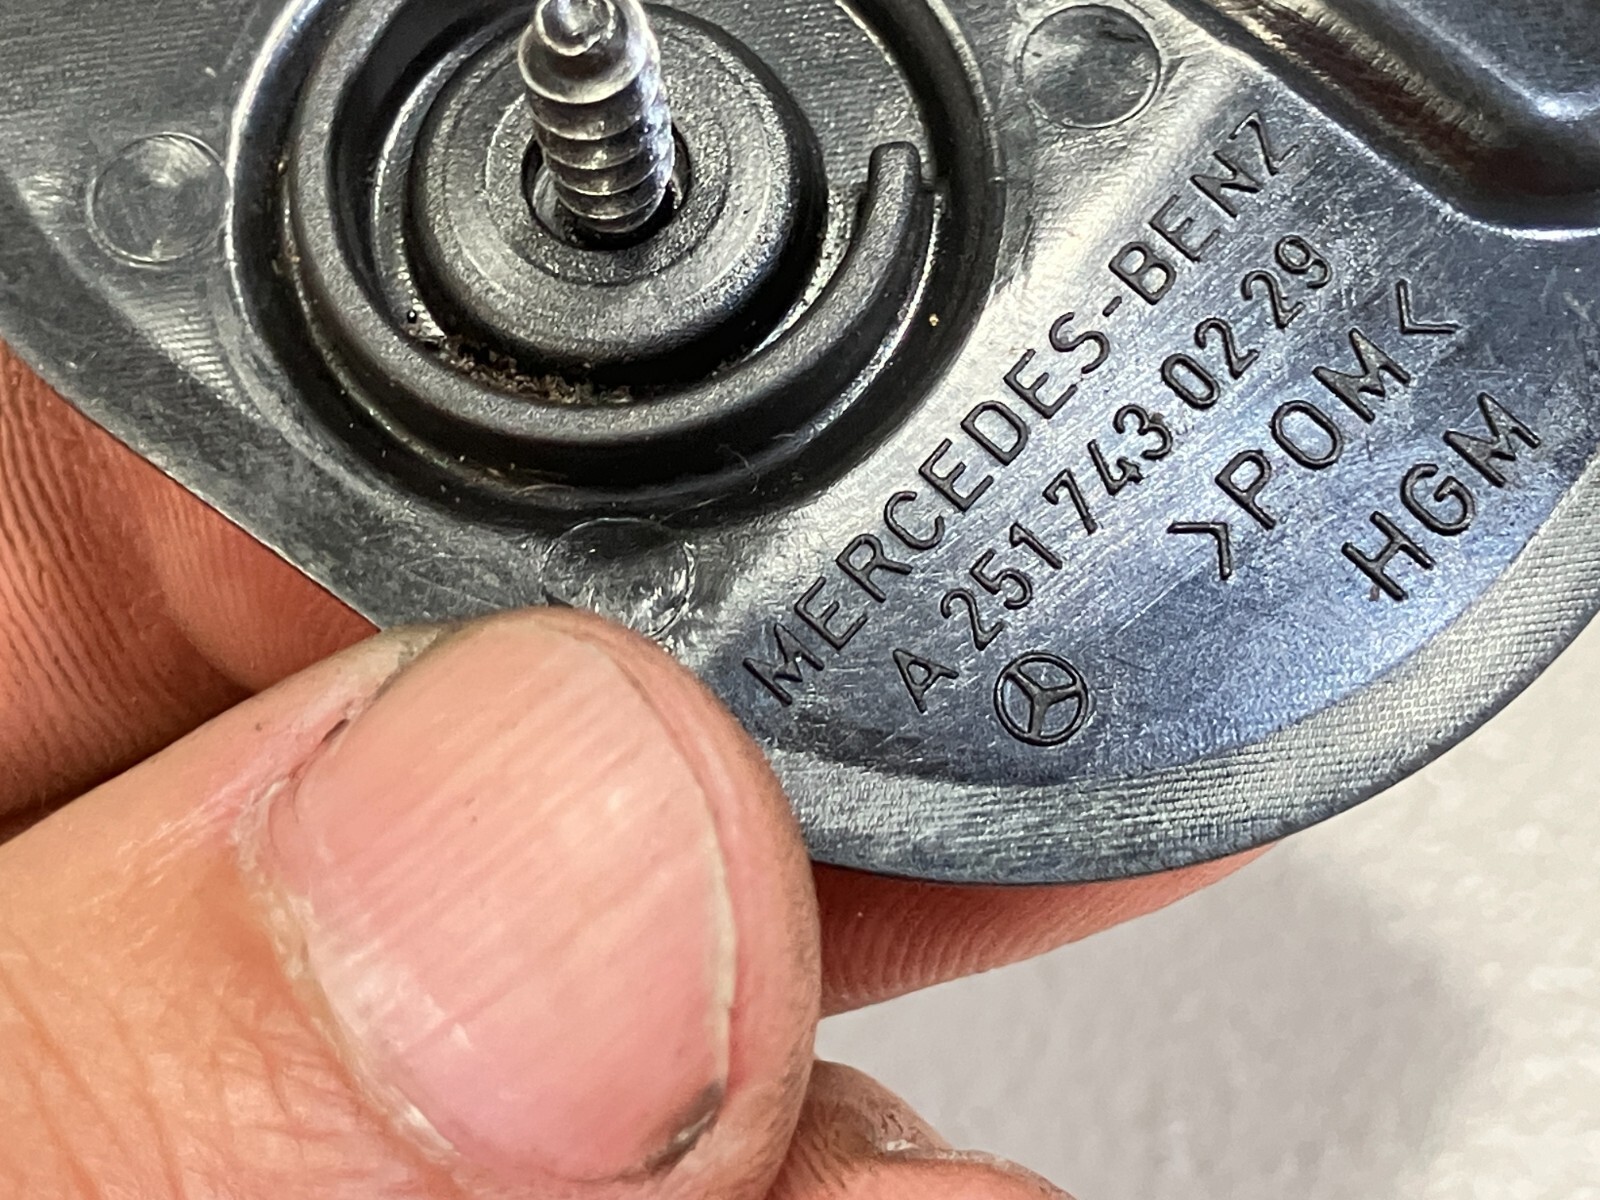 MERCEDES-BENZ
A 251 743 02 29
>POM<
HGM